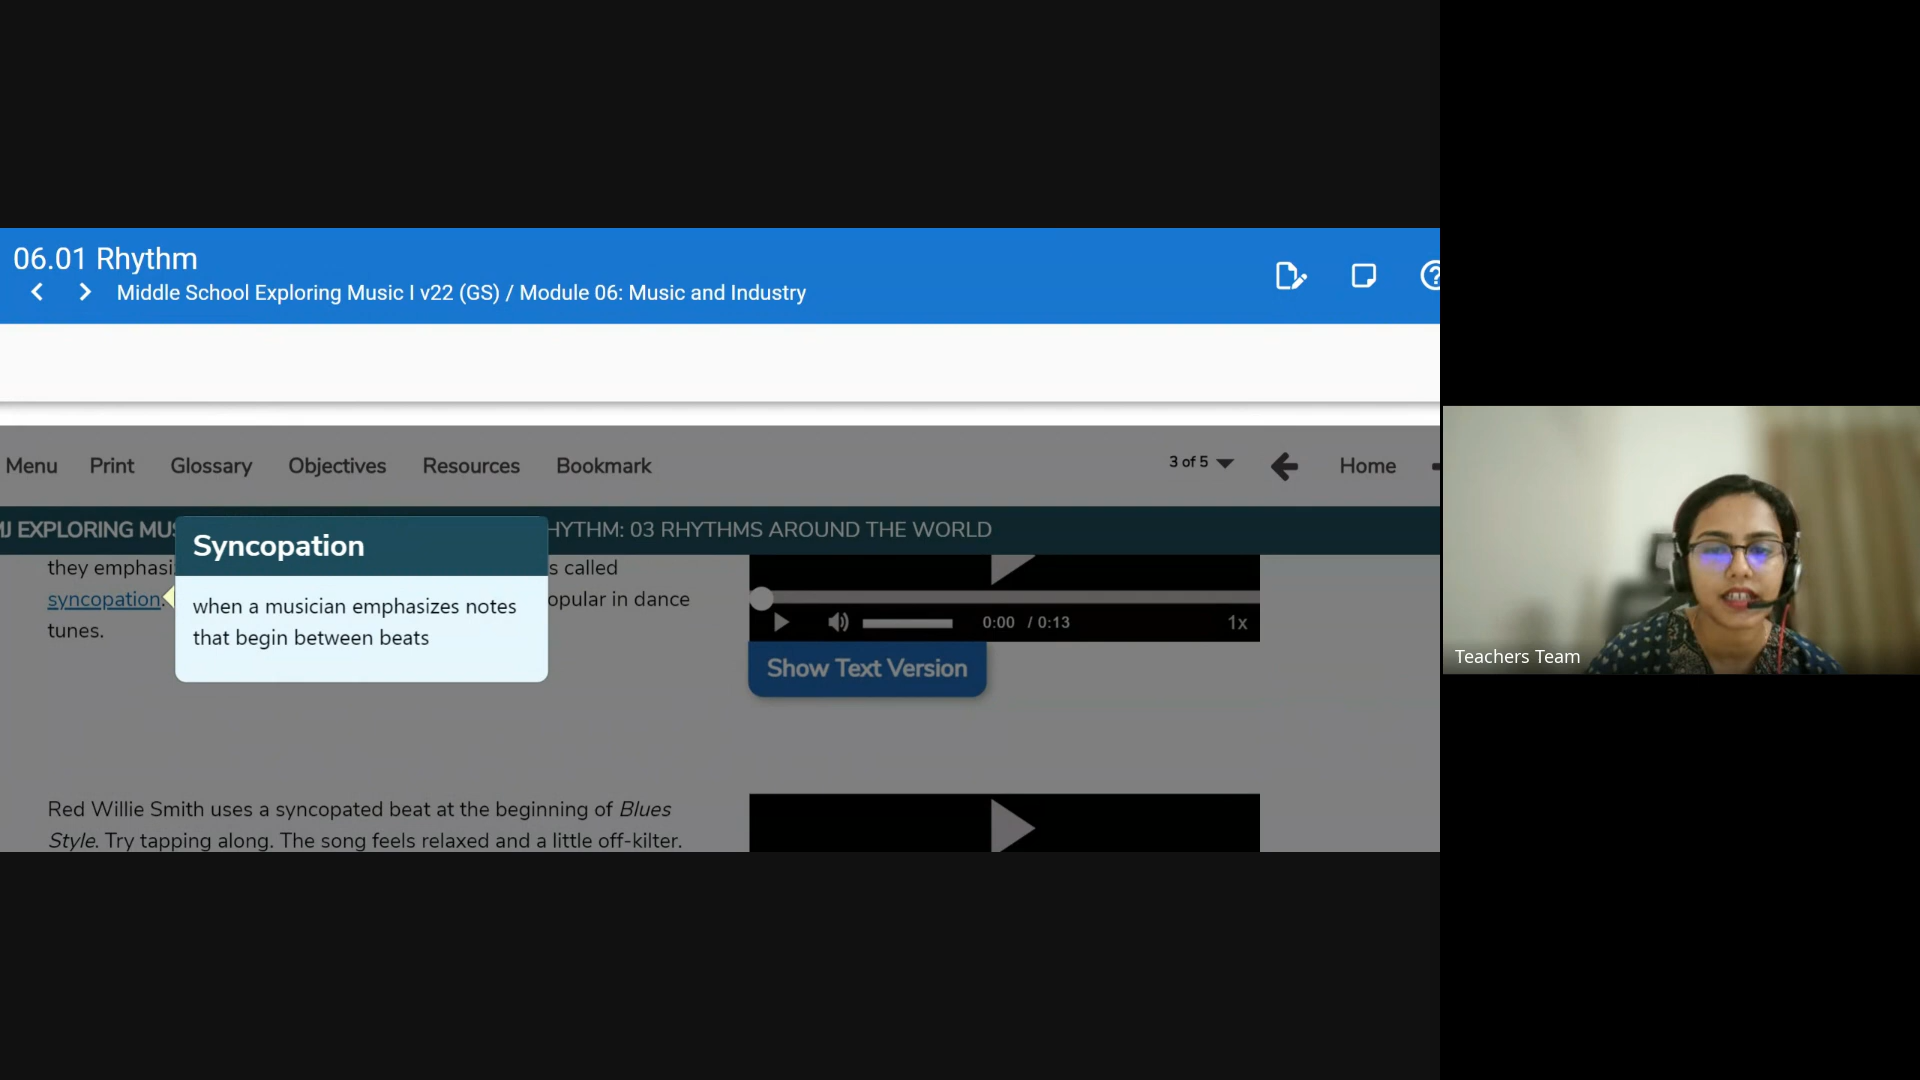 06.01 Rhythm
Middle School Exploring Music I v22 (GS) / Module 06: Music and Industry
Menu Print Glossary Objectives Resources Bookmark 3 of 5 Home
MJ EXPLORING MUS HYTHM: 03 RHYTHMS AROUND THE WORLD
Syncopation
when a musician emphasizes notes
that begin between beats
they emphasi s called
syncopation. opular in dance
tunes.
0:00 / 0:13 1x
Show Text Version
Red Willie Smith uses a syncopated beat at the beginning of Blues
Style. Try tapping along. The song feels relaxed and a little off-kilter.
Teachers Team